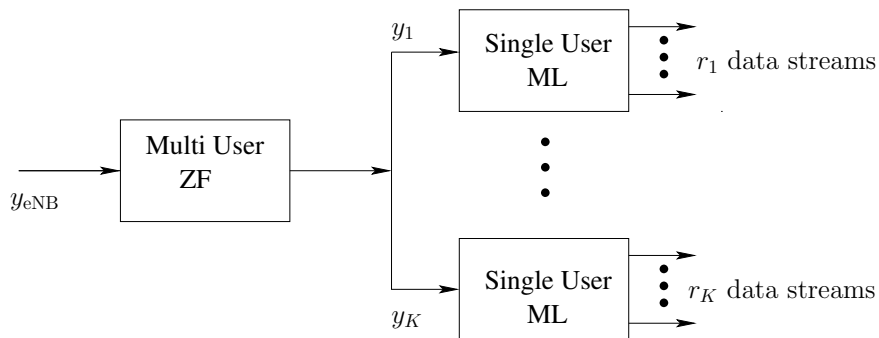 y_1
Single User
ML
r_1 data streams
Multi User
ZF
y_eNB
Single User
ML
r_K data streams
y_K